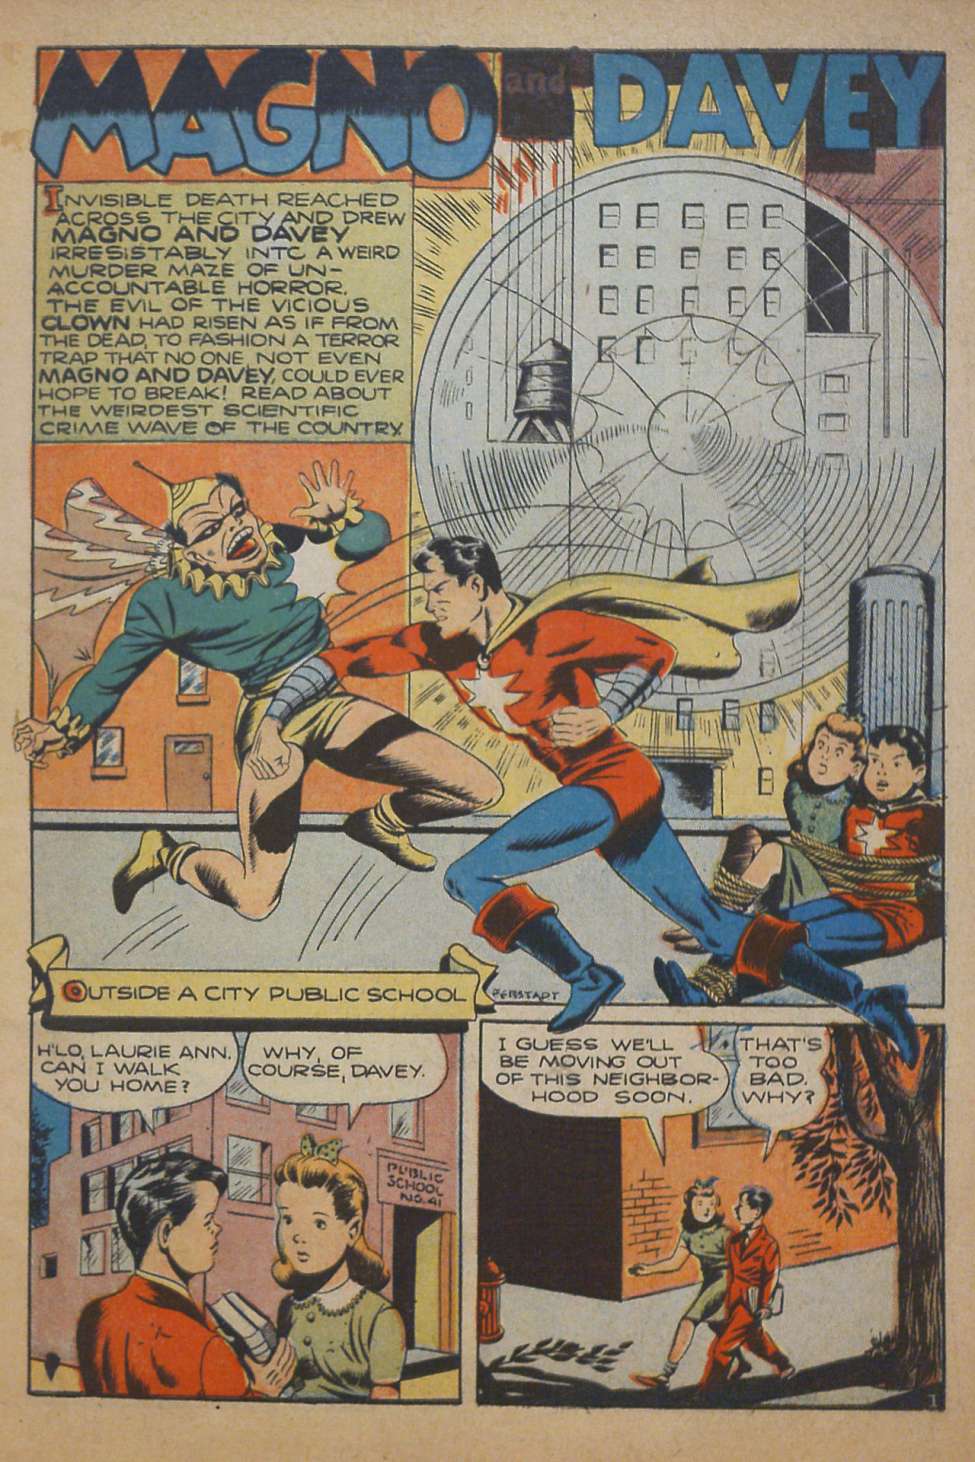 MAGNO and DAVEY
INVISIBLE DEATH REACHED
ACROSS THE CITY AND DREW
MAGNO AND DAVEY
IRRESISTABLY INTO A WEIRD
MURDER MAZE OF UN-
ACCOUNTABLE HORROR.
THE EVIL OF THE VICIOUS
CLOWN HAD RISEN AS IF FROM
THE DEAD, TO FASHION A TERROR
TRAP THAT NO ONE, NOT EVEN
MAGNO AND DAVEY, COULD EVER
HOPE TO BREAK! READ ABOUT
THE WEIRDEST SCIENTIFIC
CRIME WAVE OF THE COUNTRY.
FERSTADT
OUTSIDE A CITY PUBLIC SCHOOL
H'LO, LAURIE ANN.
CAN I WALK
YOU HOME?
WHY, OF
COURSE, DAVEY.
PUBLIC
SCHOOL
NO. 41
I GUESS WE'LL
BE MOVING OUT
OF THIS NEIGHBOR-
HOOD SOON.
THAT'S
TOO
BAD.
WHY?
1